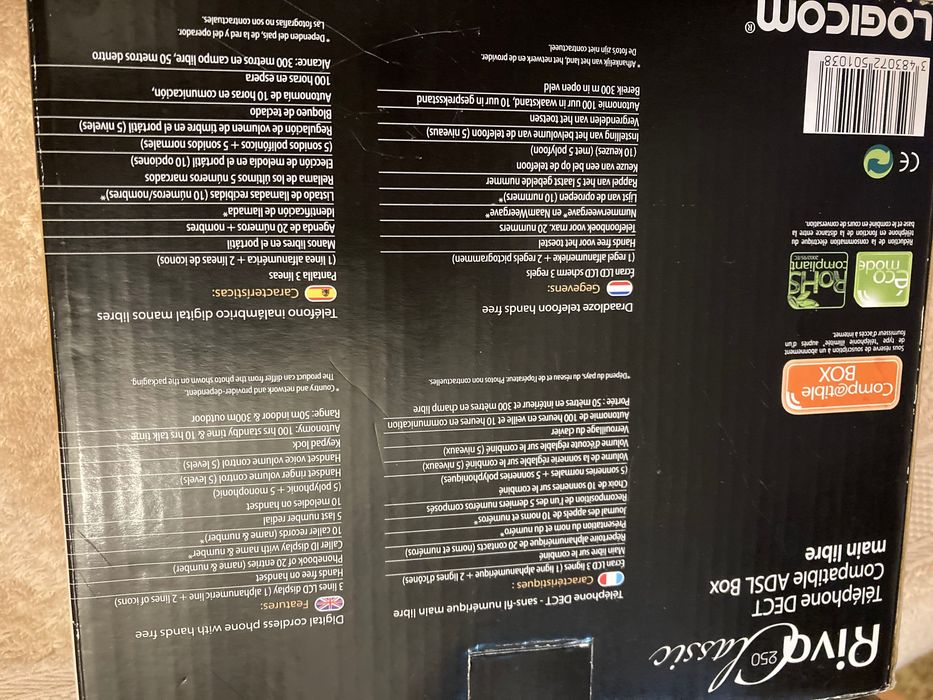 Riva Classic
250
Téléphone DECT
Compatible ADSL Box
main libre
Comp@tible
BOX
Sous réserve de souscription à un abonnement
de type "téléphone illimité" auprès d'un
fournisseur d'accès à internet.
éco
mode
RoHS
compliant
2002/95/EC
Réduction de la consommation électrique du
téléphone en fonction de la distance entre la
base et le combiné en cours de conversation.
CE
3 483072 501038
LOGICOM®
Téléphone DECT - sans-fil numérique main libre
Caractéristiques :
Ecran LCD 3 lignes (1 ligne alphanumérique + 2 lignes d'icônes)
Main libre sur le combiné
Répertoire alphanumérique de 20 contacts (noms et numéros)
Présentation du nom et du numéro*
Journal des appels de 10 noms et numéros*
Recomposition de l'un des 5 derniers numéros composés
Choix de 10 sonneries sur le combiné
(5 sonneries normales + 5 sonneries polyphoniques)
Volume de la sonnerie réglable sur le combiné (5 niveaux)
Volume d'écoute réglable sur le combiné (5 niveaux)
Verrouillage du clavier
Autonomie de 100 heures en veille et 10 heures en communication
Portée : 50 mètres en intérieur et 300 mètres en champ libre
*Dépend du pays, du réseau et de l'opérateur. Photos non contractuelles.
Draadloze telefoon hands free
Gegevens:
Écran LCD LCD scherm 3 regels
(1 regel alfanumerieke + 2 regels pictogrammen)
Hands free voor het toestel
Telefoonboek voor max. 20 nummers
Nummerweergave* en NaamWeergave*
Lijst van de oproepen (10 nummers)*
Rappel van het 5 laatst gebelde nummer
Keuze van een bel op de telefoon
(10 keuzes) (met 5 polyfoon)
Instelling van het belvolume van de telefoon (5 niveaus)
Vergrendelen van het toetsen
Autonomie 100 uur in waakstand, 10 uur in gespreksstand
Bereik 300 m in open veld
* Afhankelijk van het land, het netwerk en de provider.
De foto's zijn niet contractueel.
Digital cordless phone with hands free
Features:
3 lines LCD display (1 alphanumeric line + 2 lines of icons)
Hands free on handset
Phonebook of 20 entries (name & number)
Caller ID display with name & number*
10 caller records (name & number)*
5 last number redial
10 melodies on handset
(5 polyphonic + 5 monophonic)
Handset ringer volume control (5 levels)
Handset voice volume control (5 levels)
Keypad lock
Autonomy: 100 hrs standby time & 10 hrs talk time
Range: 50m indoor & 300m outdoor
* Country and network and provider-dependent.
The product can differ from the photo shown on the packaging
Teléfono inalámbrico digital manos libres
Características:
Pantalla 3 líneas
(1 línea alfanumérica + 2 líneas de iconos)
Manos libres en el portátil
Agenda de 20 números + nombres
Identificación de llamada*
Listado de llamadas recibidas (10 números/nombres)*
Rellamada de los últimos 5 números marcados
Elección de melodía en el portátil (10 opciones)
(5 sonidos polifónicos + 5 sonidos normales)
Regulación de volumen de timbre en el portátil (5 niveles)
Bloqueo de teclado
Autonomía de 10 horas en comunicación,
100 horas en espera
Alcance: 300 metros en campo libre, 50 metros dentro
* Dependen del país, de la red y del operador.
Las fotografías no son contractuales.